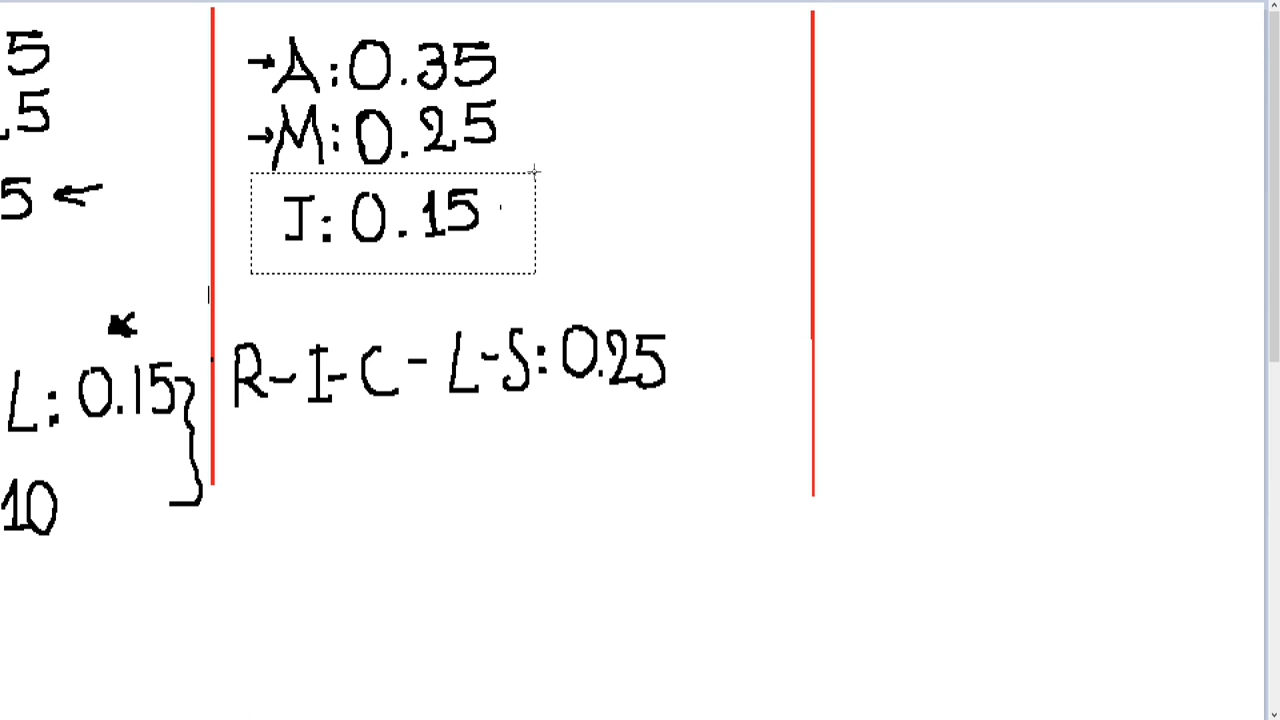 5
.5
5 ←
L: 0.15}
10
→A:0.35
→M:0.25
J:0.15
R-I-C-L-S:0.25